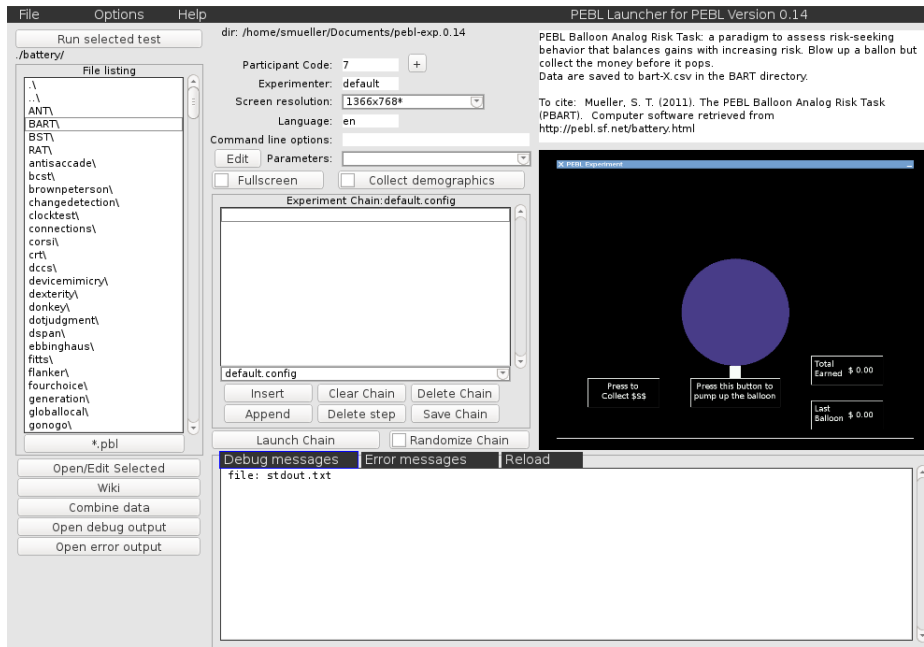 File Options Help PEBL Launcher for PEBL Version 0.14
Run selected test
./battery/
File listing
.\
..\
ANT\
BART\
BST\
RAT\
antisaccade\
bcst\
brownpeterson\
changedetection\
clocktest\
connections\
corsi\
crt\
dccs\
devicemimicry\
dexterity\
donkey\
dotjudgment\
dspan\
ebbinghaus\
fitts\
flanker\
fourchoice\
generation\
globallocal\
gonogo\
*.pbl
Open/Edit Selected
Wiki
Combine data
Open debug output
Open error output
dir: /home/smueller/Documents/pebl-exp.0.14
Participant Code: 7 +
Experimenter: default
Screen resolution: 1366x768*
Language: en
Command line options:
Edit Parameters:
Fullscreen Collect demographics
Experiment Chain:default.config
default.config
Insert Clear Chain Delete Chain
Append Delete step Save Chain
Launch Chain Randomize Chain
PEBL Balloon Analog Risk Task: a paradigm to assess risk-seeking
behavior that balances gains with increasing risk. Blow up a ballon but
collect the money before it pops.
Data are saved to bart-X.csv in the BART directory.
To cite: Mueller, S. T. (2011). The PEBL Balloon Analog Risk Task
(PBART). Computer software retrieved from
http://pebl.sf.net/battery.html
PEBL Experiment
Press to
Collect $$$
Press this button to
pump up the balloon
Total
Earned $ 0.00
Last
Balloon $ 0.00
Debug messages Error messages Reload
file: stdout.txt